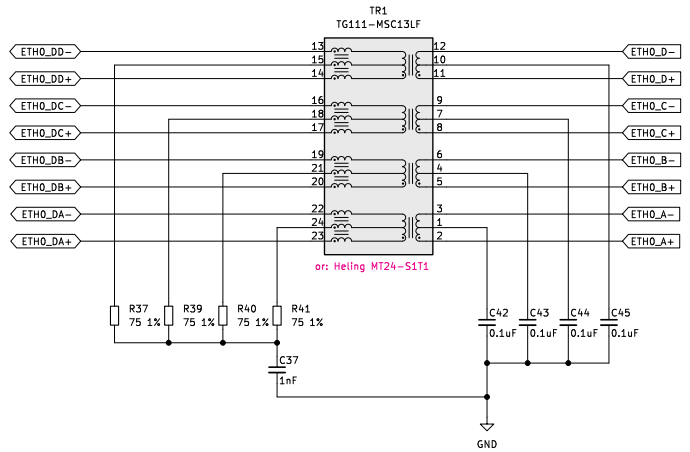 TR1
TG111-MSC13LF
ETH0_DD- 13 12 ETH0_D-
15 10
ETH0_DD+ 14 11 ETH0_D+
ETH0_DC- 16 9 ETH0_C-
18 7
ETH0_DC+ 17 8 ETH0_C+
ETH0_DB- 19 6 ETH0_B-
21 4
ETH0_DB+ 20 5 ETH0_B+
ETH0_DA- 22 3 ETH0_A-
24 1
ETH0_DA+ 23 2 ETH0_A+
or: Heling MT24-S1T1
R37 R39 R40 R41 C42 C43 C44 C45
75 1% 75 1% 75 1% 75 1% 0.1uF 0.1uF 0.1uF 0.1uF
C37
1nF
GND